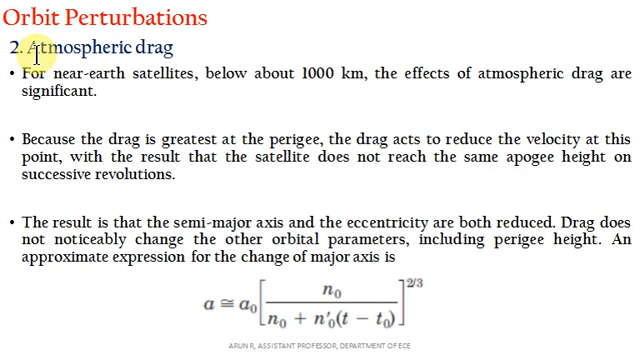 Orbit Perturbations
2. Atmospheric drag
• For near-earth satellites, below about 1000 km, the effects of atmospheric drag are
significant.
• Because the drag is greatest at the perigee, the drag acts to reduce the velocity at this
point, with the result that the satellite does not reach the same apogee height on
successive revolutions.
• The result is that the semi-major axis and the eccentricity are both reduced. Drag does
not noticeably change the other orbital parameters, including perigee height. An
approximate expression for the change of major axis is
a ≅ a₀[n₀ / (n₀ + n′₀(t − t₀))]^2/3
ARUN R, ASSISTANT PROFESSOR, DEPARTMENT OF ECE